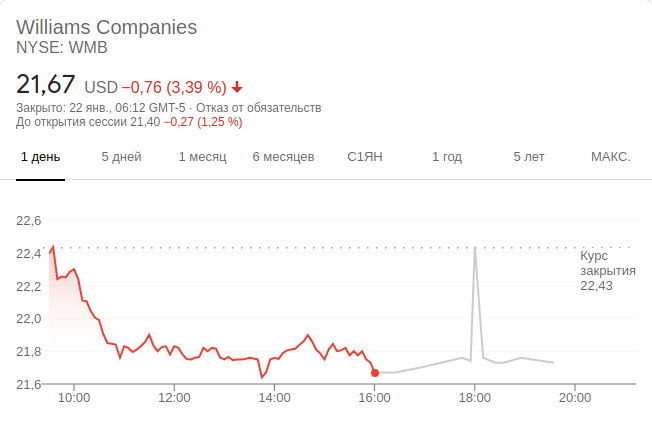 Williams Companies
NYSE: WMB
21,67 USD −0,76 (3,39 %)
Закрыто: 22 янв., 06:12 GMT-5 · Отказ от обязательств
До открытия сессии 21,40 −0,27 (1,25 %)
1 день 5 дней 1 месяц 6 месяцев С1ЯН 1 год 5 лет МАКС.
22,6
22,4
Курс
закрытия
22,43
22,2
22,0
21,8
21,6
10:00 12:00 14:00 16:00 18:00 20:00